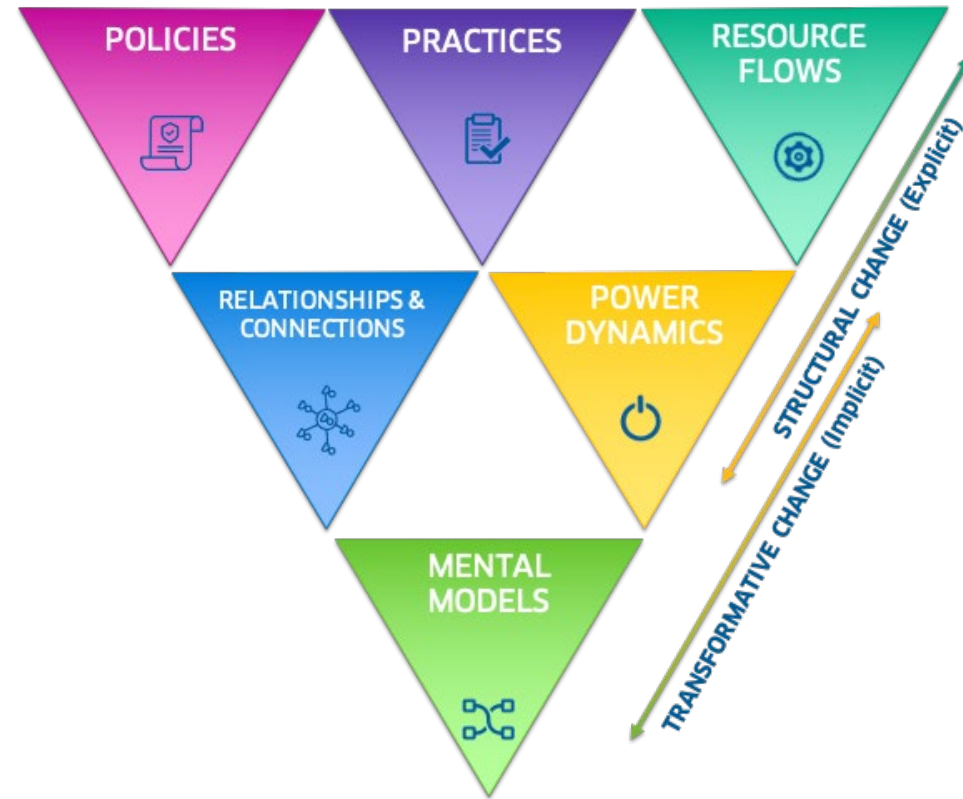 POLICIES
PRACTICES
RESOURCE
FLOWS
RELATIONSHIPS &
CONNECTIONS
POWER
DYNAMICS
MENTAL
MODELS
STRUCTURAL CHANGE (Explicit)
TRANSFORMATIVE CHANGE (Implicit)